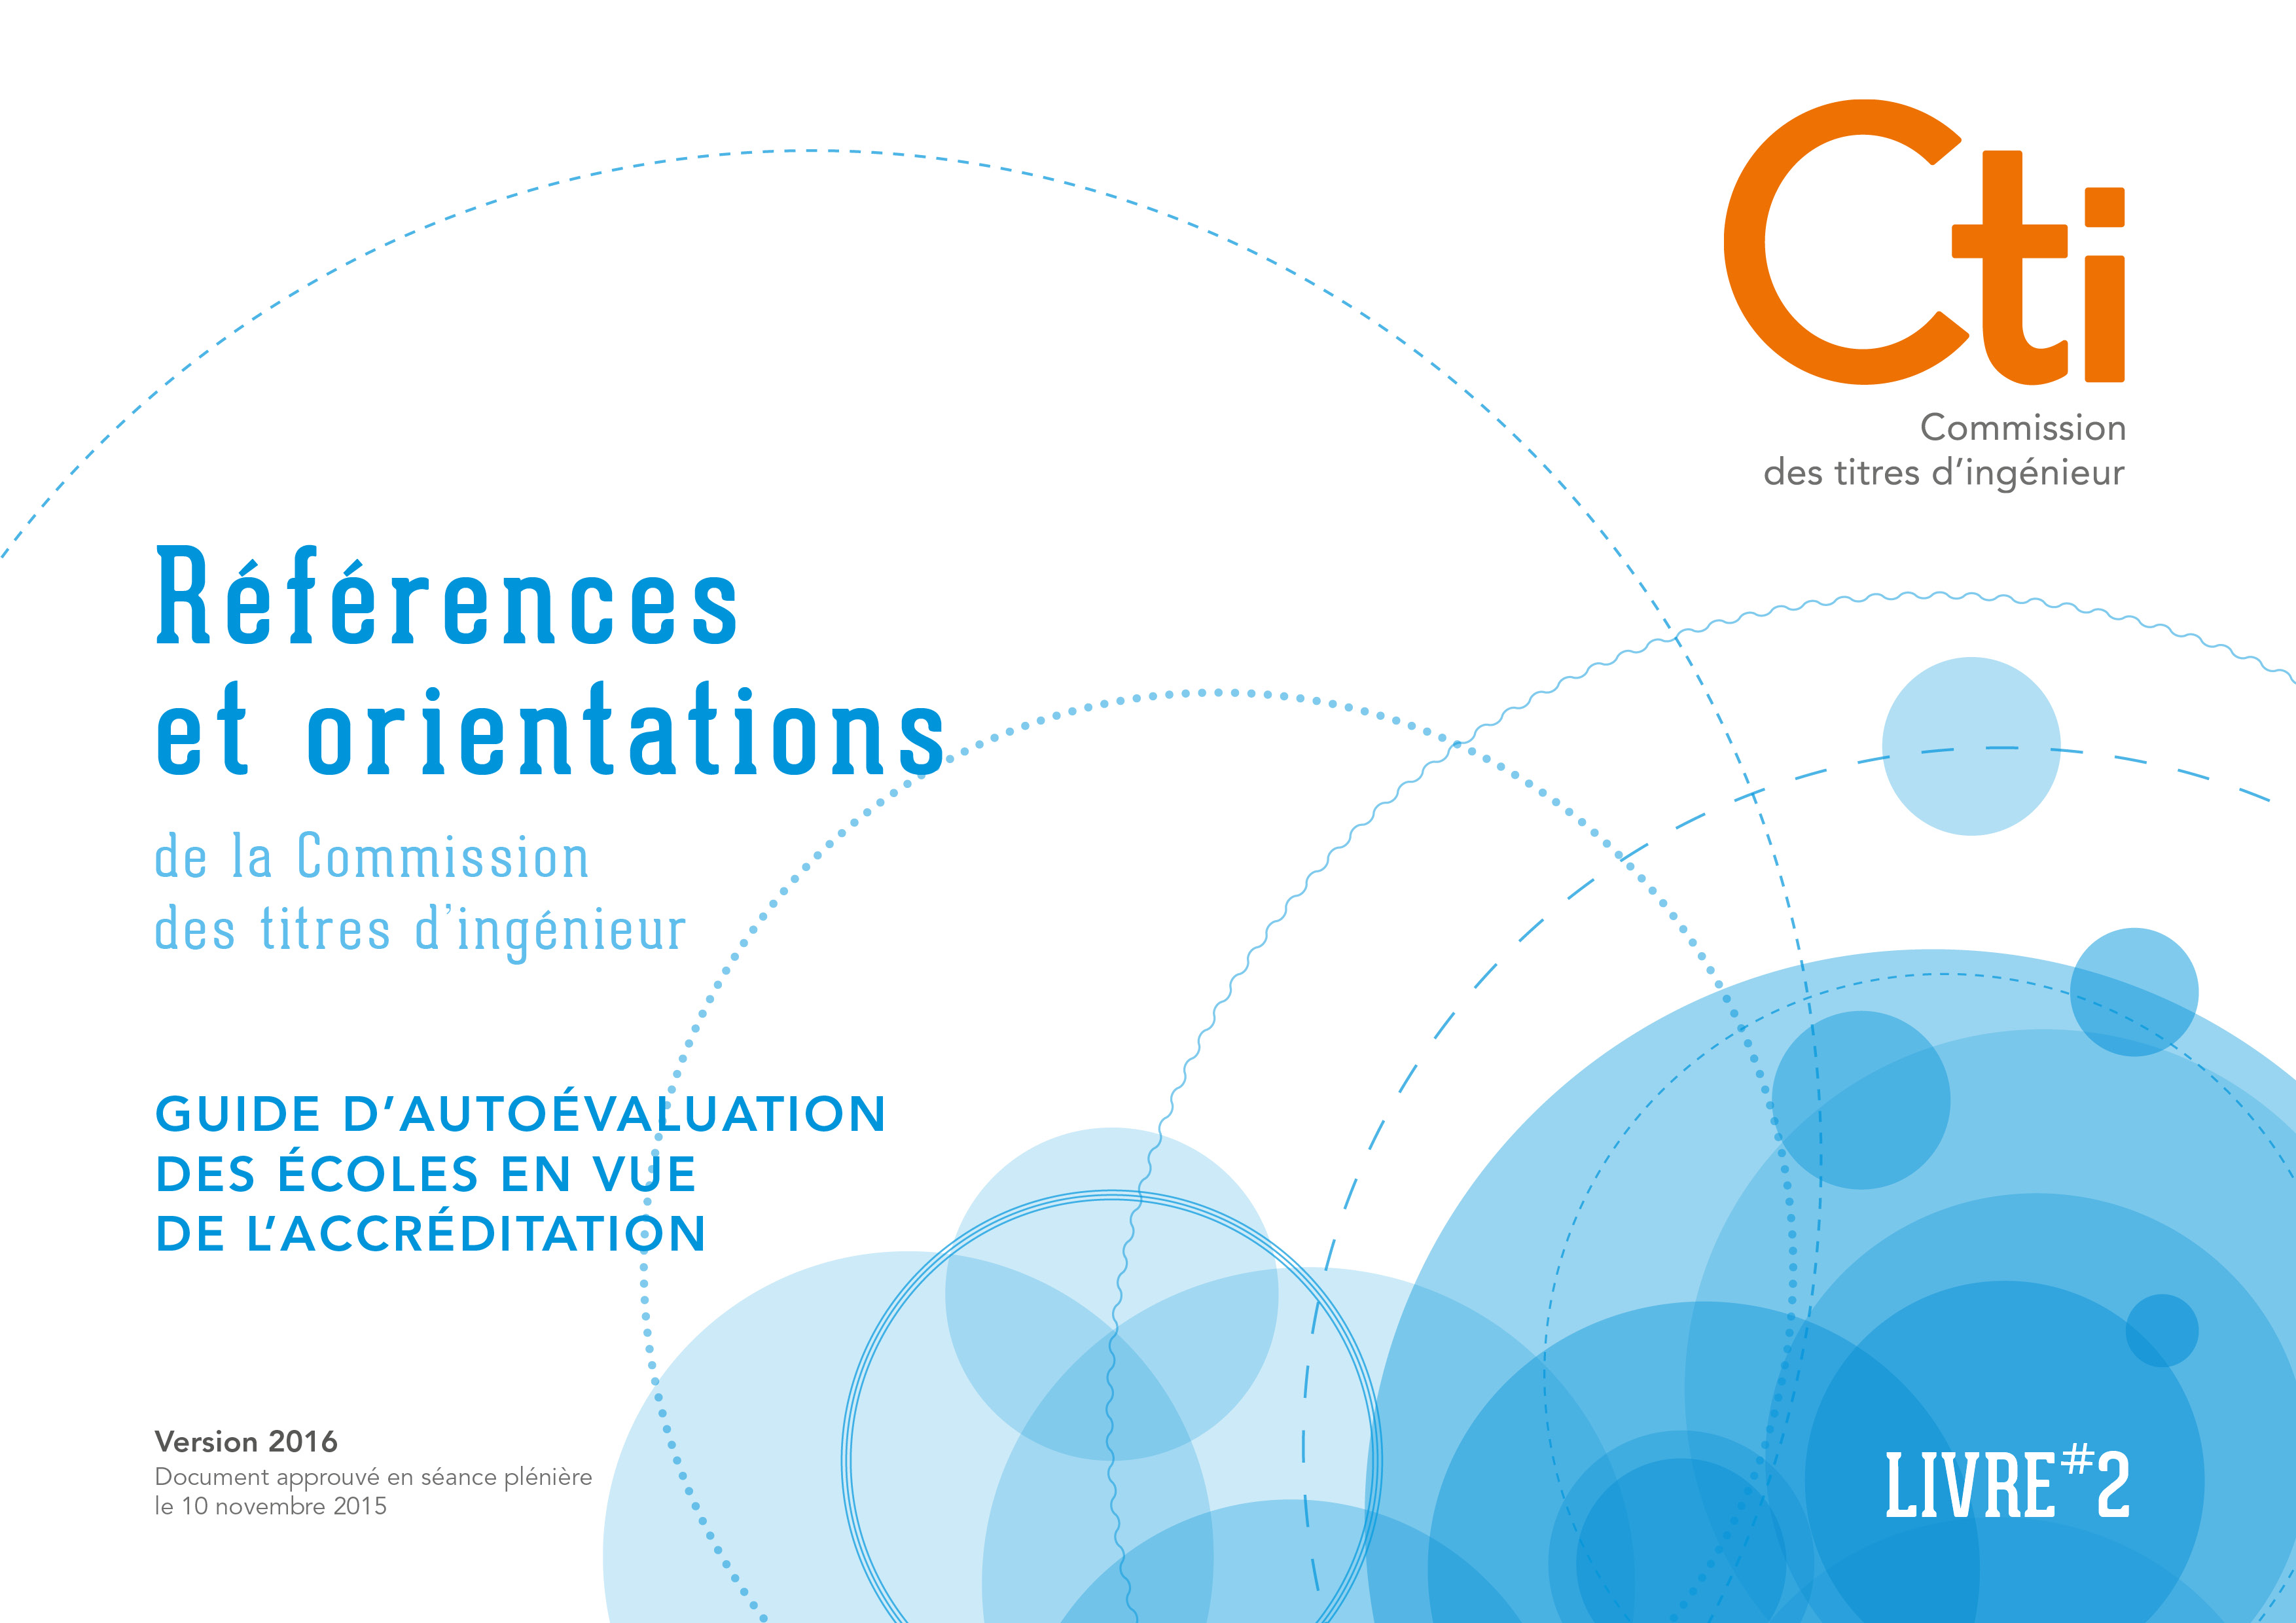 Cti
Commission
des titres d’ingénieur
Références
et orientations
de la Commission
des titres d’ingénieur
GUIDE D’AUTOÉVALUATION
DES ÉCOLES EN VUE
DE L’ACCRÉDITATION
Version 2016
Document approuvé en séance plénière
le 10 novembre 2015
LIVRE#2